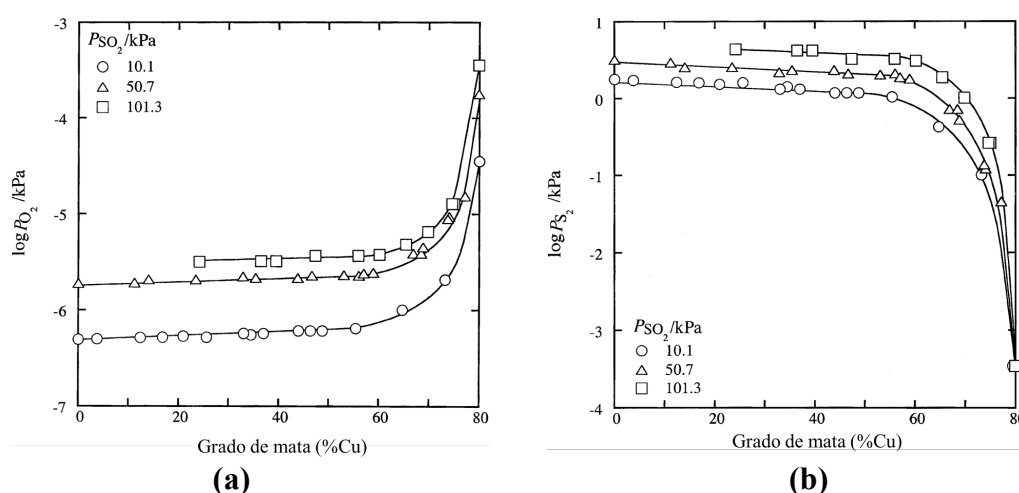 -3
-4
-5
-6
-7
log P_O2 /kPa
P_SO2 /kPa
10.1
50.7
101.3
0 20 40 60 80
Grado de mata (%Cu)
(a)
1
0
-1
-2
-3
-4
log P_S2 /kPa
P_SO2 /kPa
10.1
50.7
101.3
0 20 40 60 80
Grado de mata (%Cu)
(b)